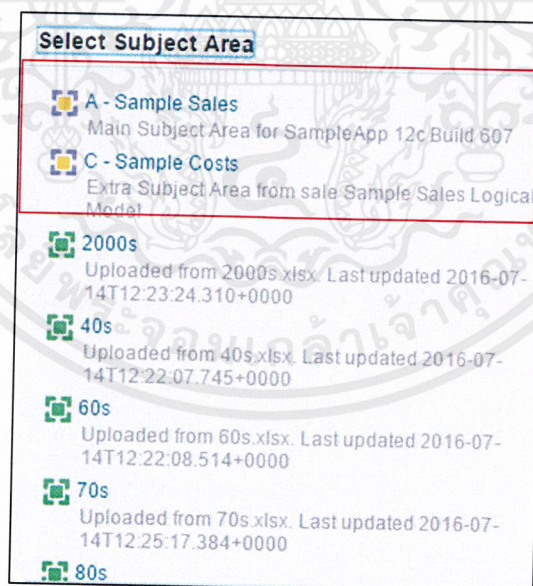 Select Subject Area
A - Sample Sales
Main Subject Area for SampleApp 12c Build 607
C - Sample Costs
Extra Subject Area from sale Sample Sales Logical
Model
2000s
Uploaded from 2000s.xlsx. Last updated 2016-07-
14T12:23:24.310+0000
40s
Uploaded from 40s.xlsx. Last updated 2016-07-
14T12:22:07.745+0000
60s
Uploaded from 60s.xlsx. Last updated 2016-07-
14T12:22:08.514+0000
70s
Uploaded from 70s.xlsx. Last updated 2016-07-
14T12:25:17.384+0000
80s